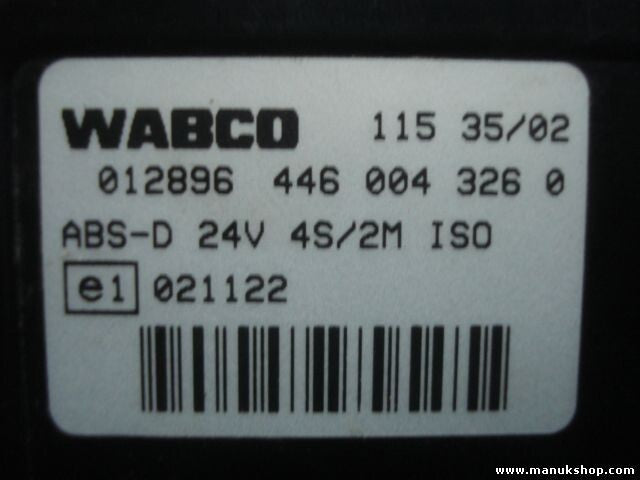 WABCO 115 35/02
012896 446 004 326 0
ABS-D 24V 4S/2M ISO
e1 021122
www.manukshop.com